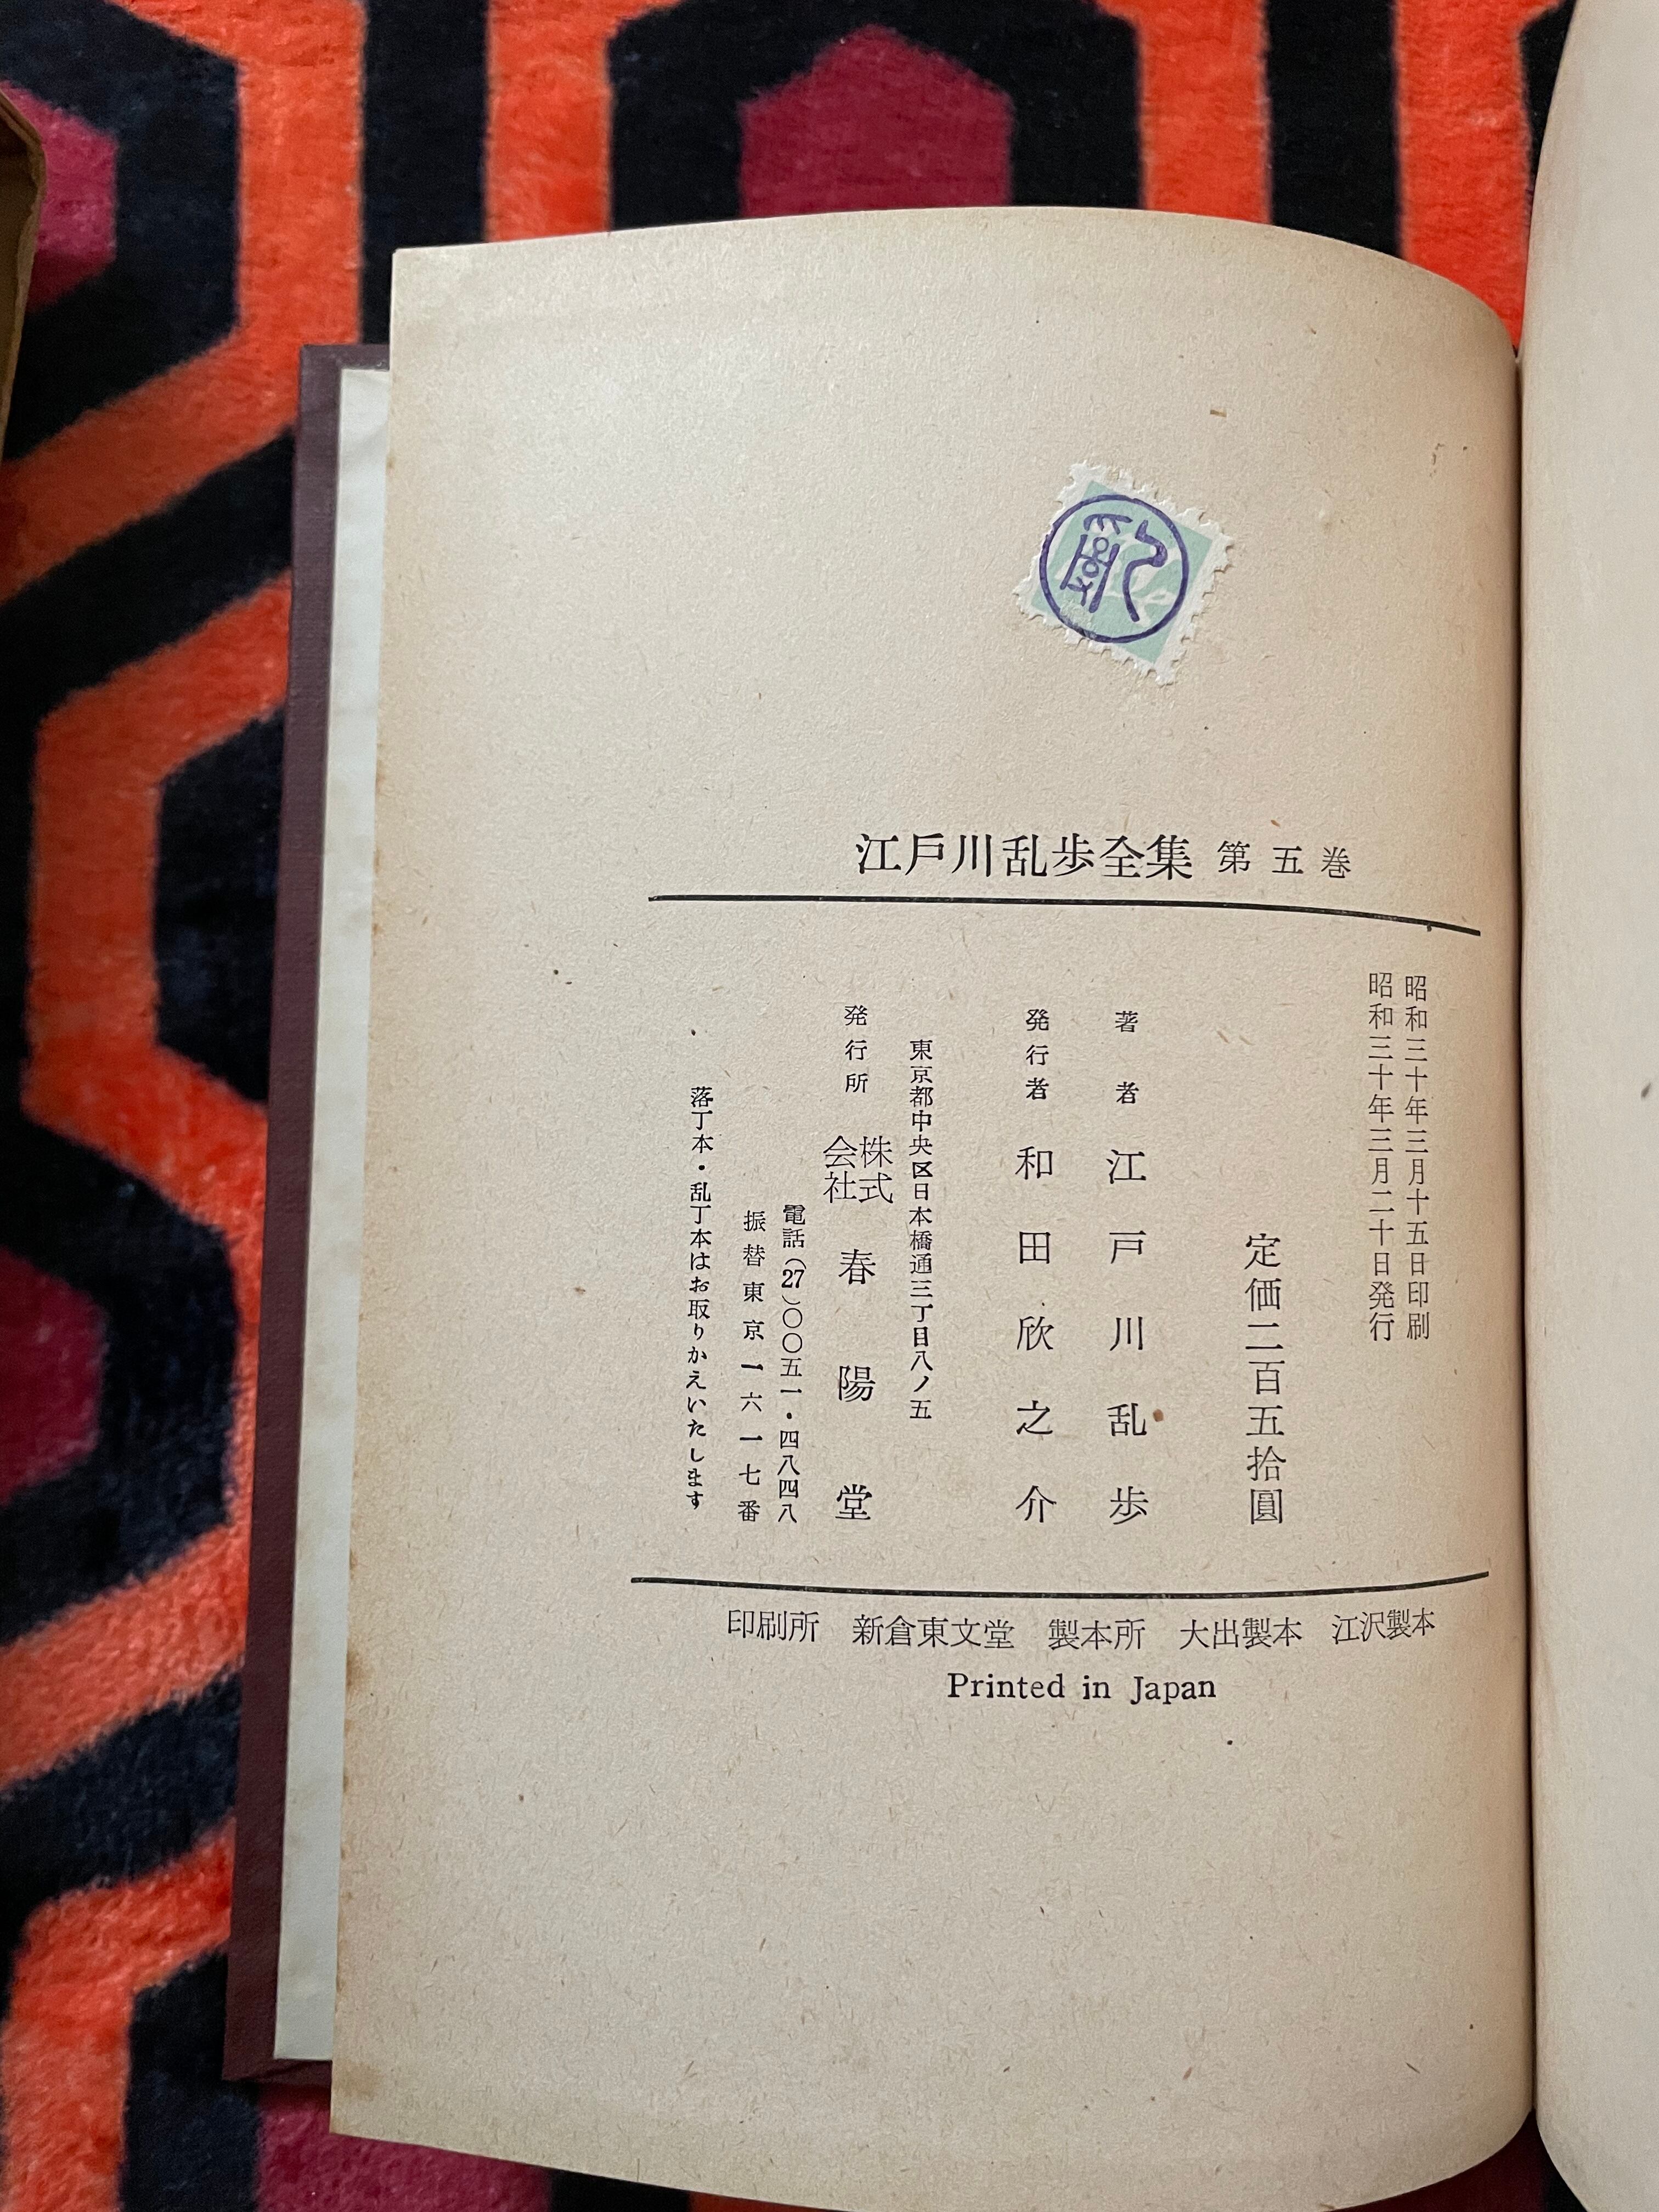 江戶川乱歩全集 第五巻
昭和三十年三月十五日印刷
昭和三十年三月二十日発行
定価二百五拾圓
著者 江戸川乱歩
発行者 和田欣之介
東京都中央区日本橋通三丁目八ノ五
発行所 株式会社 春陽堂
電話(27)〇〇五一・四八四八
振替東京一六一七番
落丁本・乱丁本はお取りかえいたします
印刷所 新倉東文堂 製本所 大出製本 江沢製本
Printed in Japan